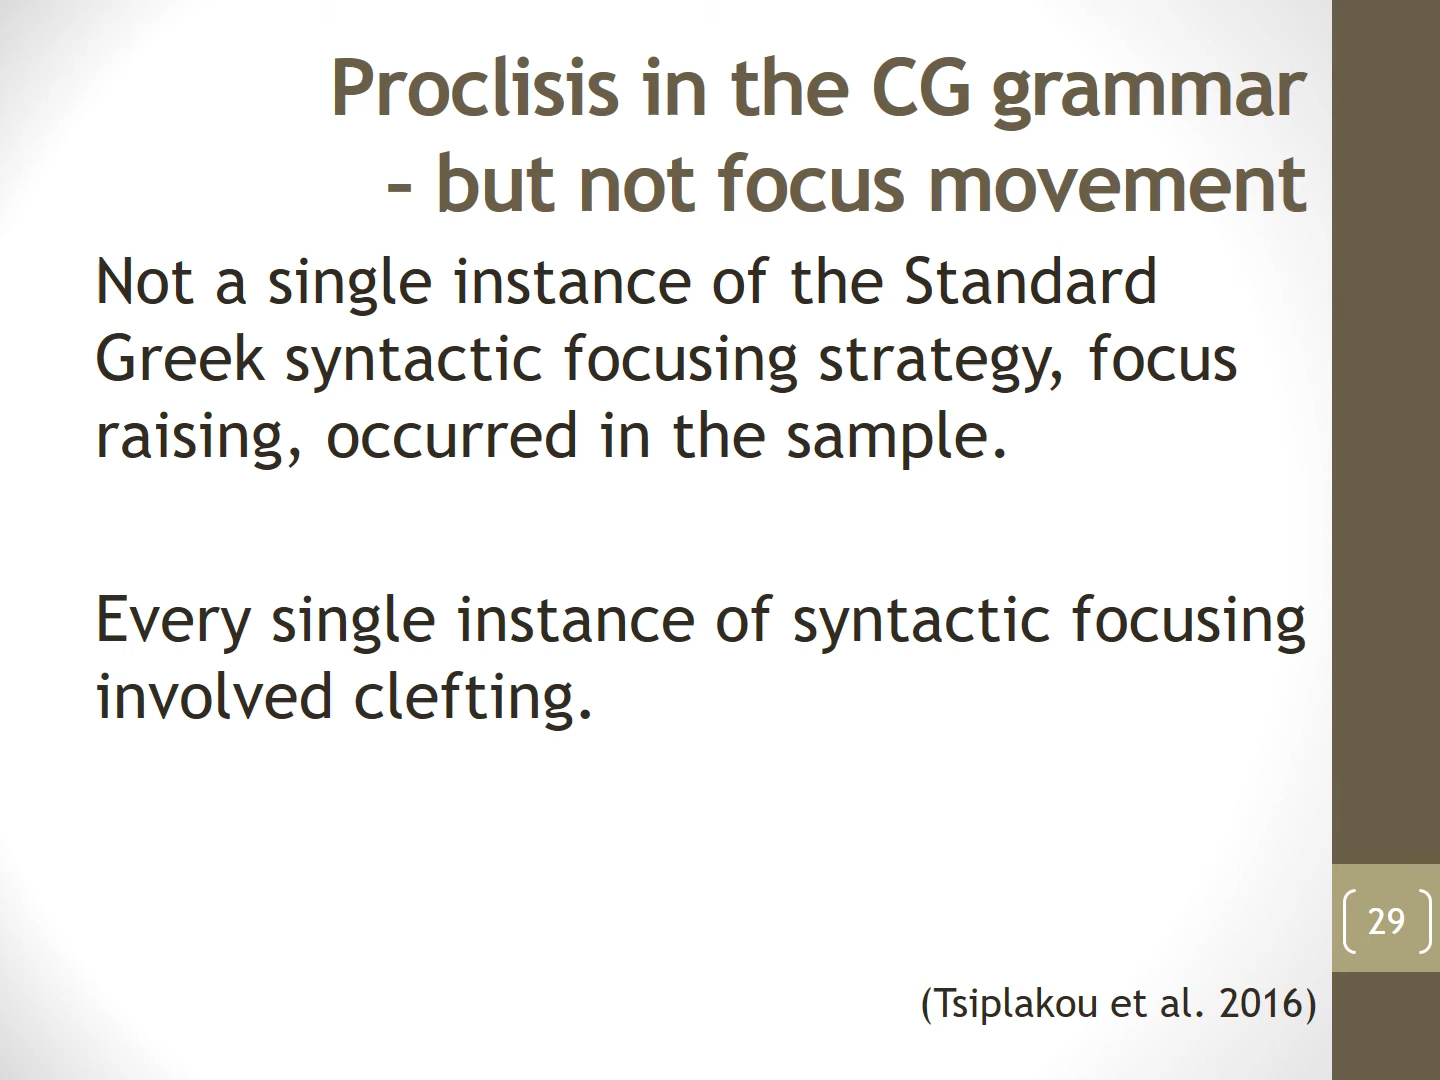 Proclisis in the CG grammar
– but not focus movement
Not a single instance of the Standard
Greek syntactic focusing strategy, focus
raising, occurred in the sample.
Every single instance of syntactic focusing
involved clefting.
29
(Tsiplakou et al. 2016)